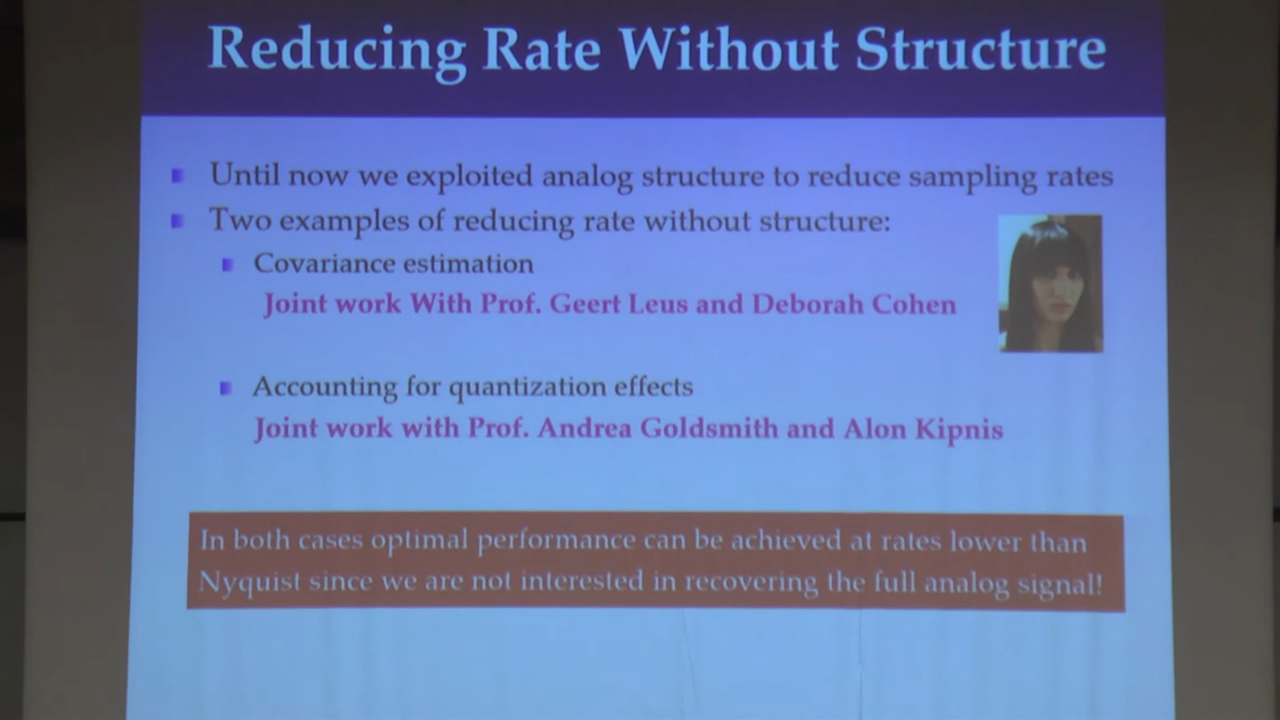 Reducing Rate Without Structure
Until now we exploited analog structure to reduce sampling rates
Two examples of reducing rate without structure:
Covariance estimation
Joint work With Prof. Geert Leus and Deborah Cohen
Accounting for quantization effects
Joint work with Prof. Andrea Goldsmith and Alon Kipnis
In both cases optimal performance can be achieved at rates lower than
Nyquist since we are not interested in recovering the full analog signal!